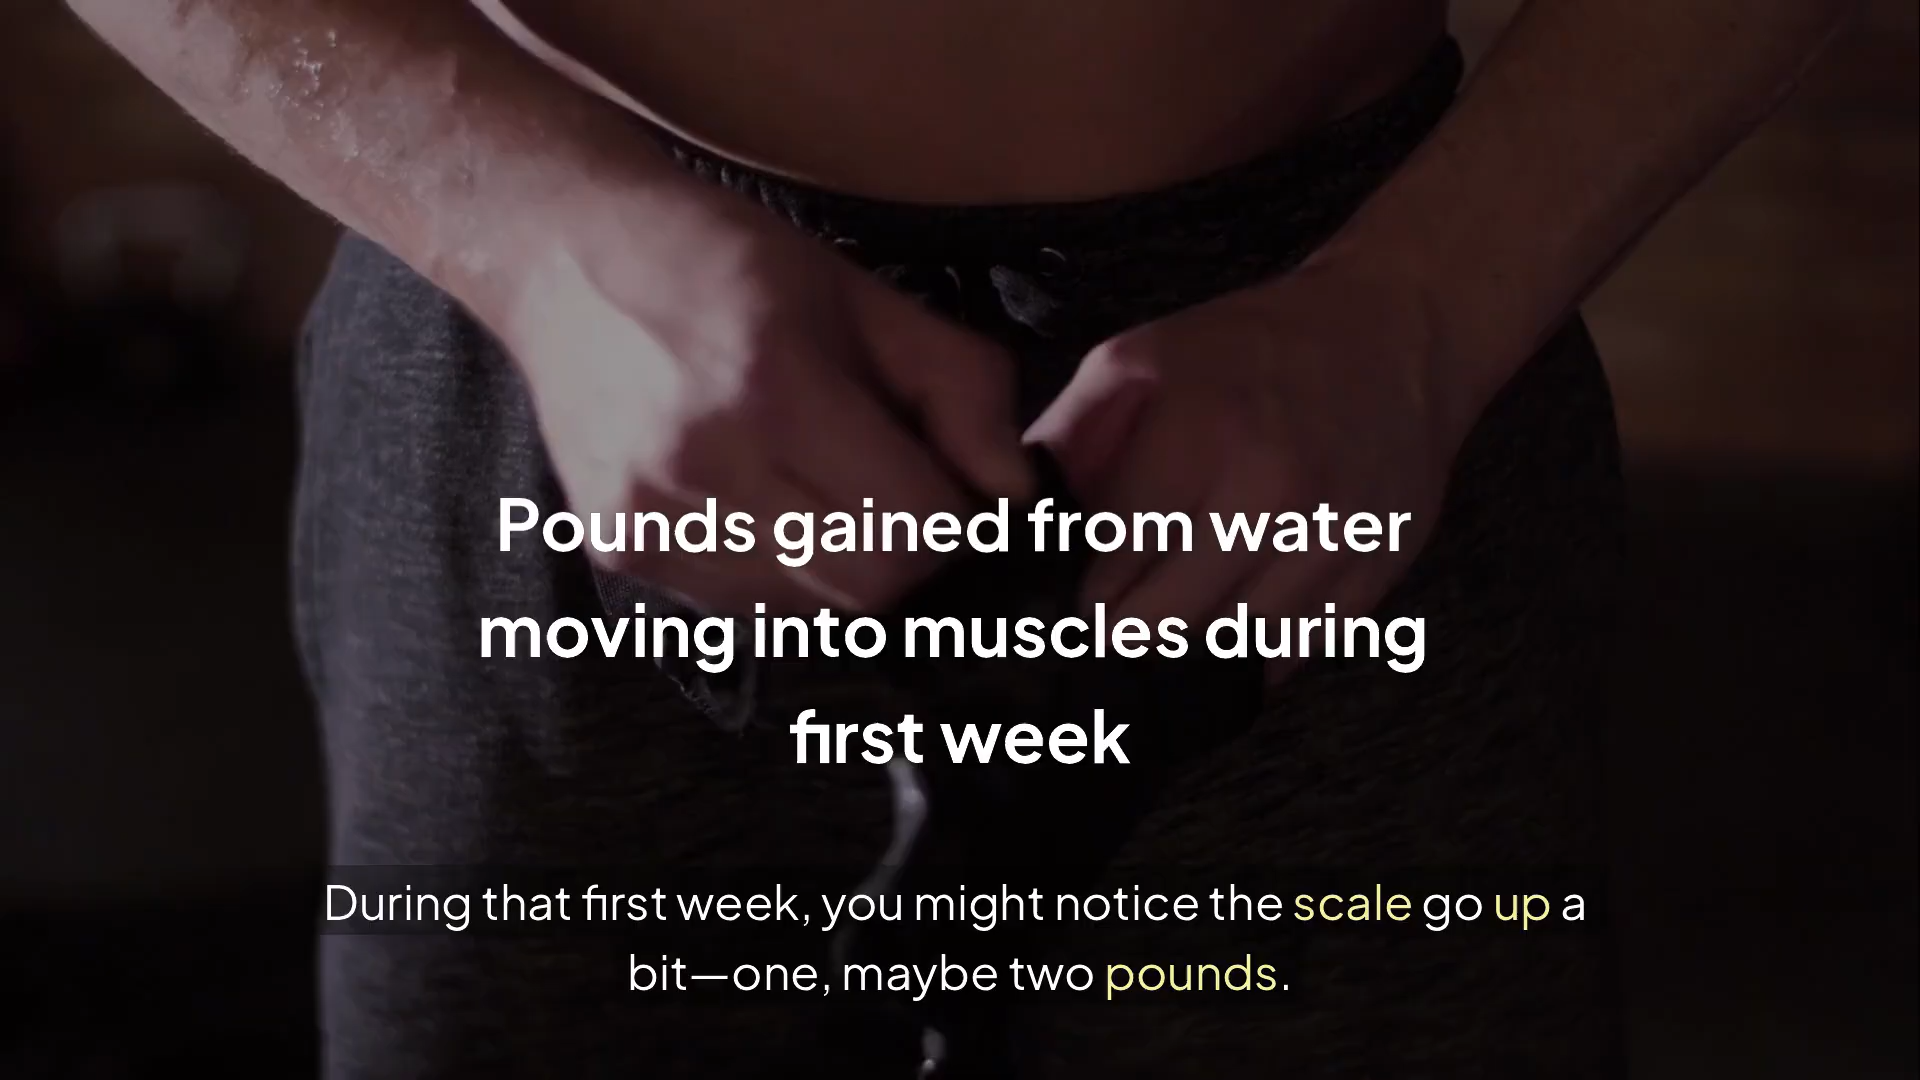 Pounds gained from water
moving into muscles during
first week
During that first week, you might notice the scale go up a
bit—one, maybe two pounds.